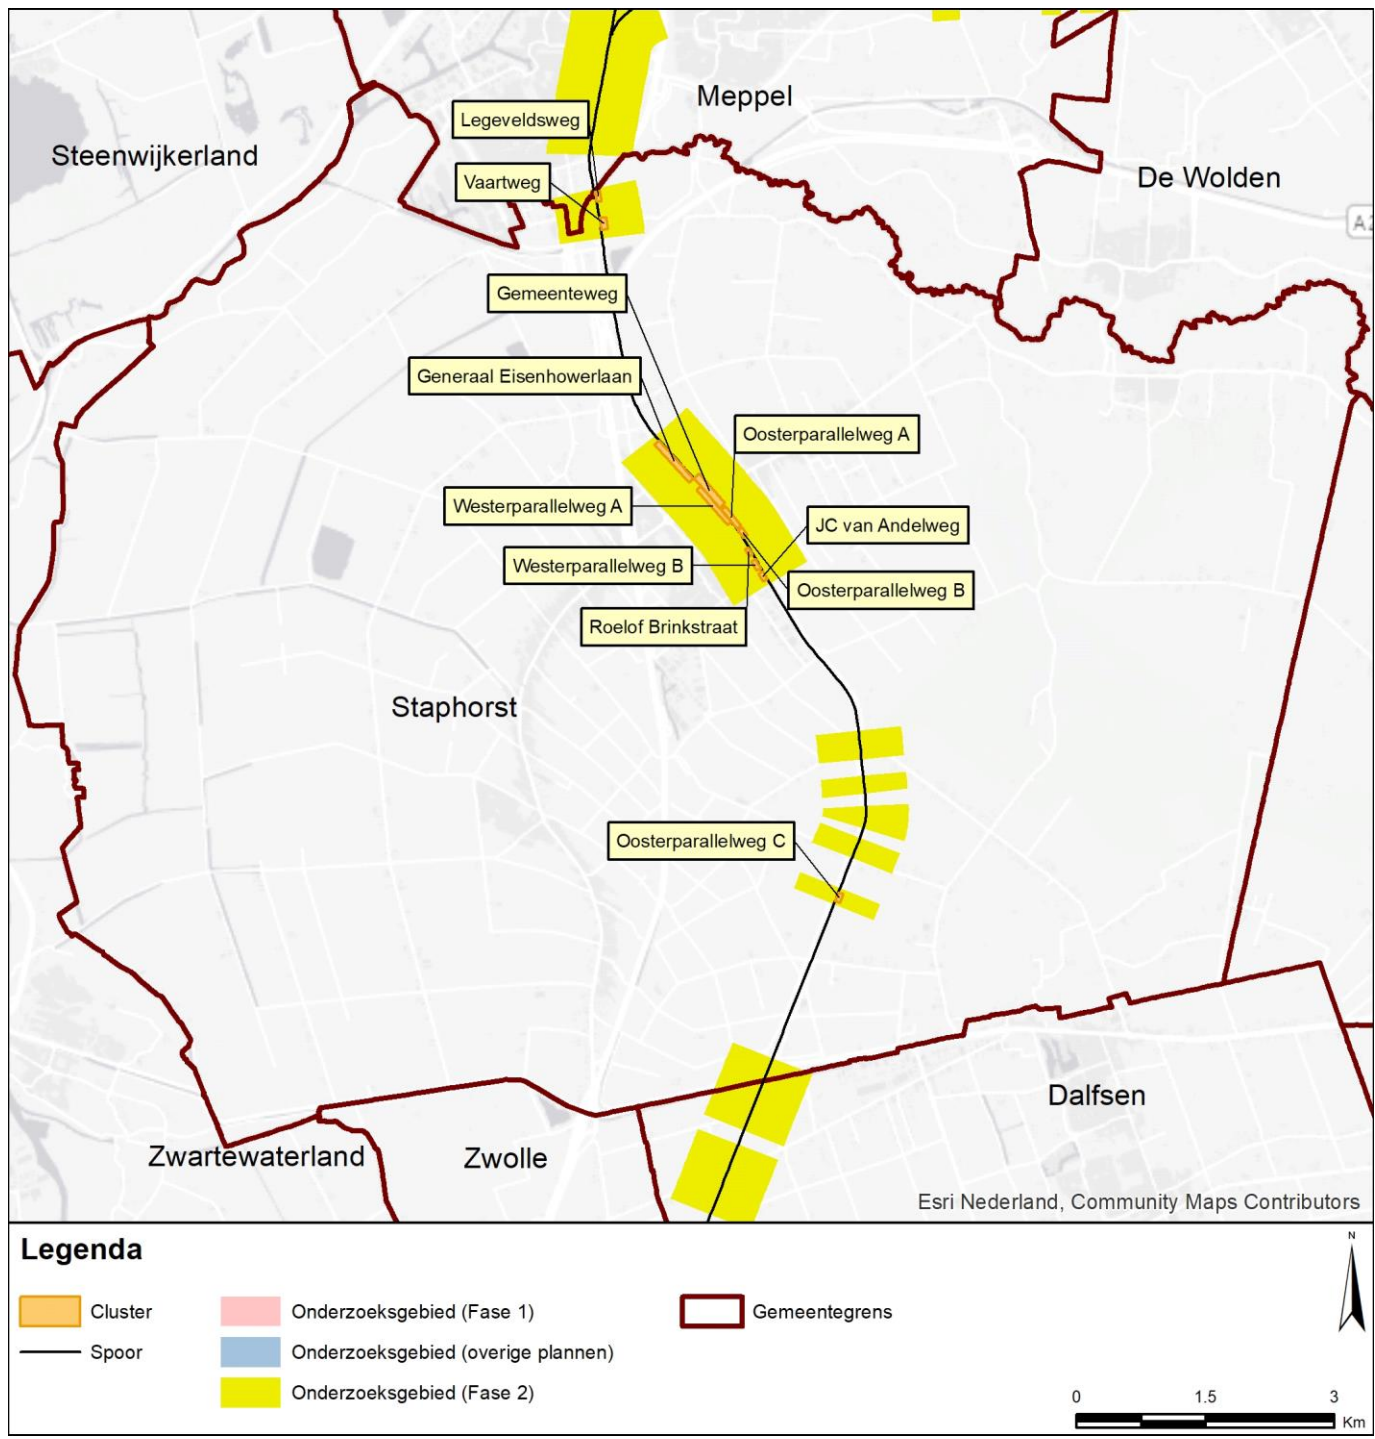 Meppel
Legeveldsweg
Steenwijkerland
Vaartweg
De Wolden
Gemeenteweg
Generaal Eisenhowerlaan
Oosterparallelweg A
Westerparallelweg A
JC van Andelweg
Westerparallelweg B
Oosterparallelweg B
Roelof Brinkstraat
Staphorst
Oosterparallelweg C
Dalfsen
Zwartewaterland
Zwolle
Esri Nederland, Community Maps Contributors
Legenda
N
Cluster
Onderzoeksgebied (Fase 1)
Gemeentegrens
Spoor
Onderzoeksgebied (overige plannen)
Onderzoeksgebied (Fase 2)
0 1.5 3
Km